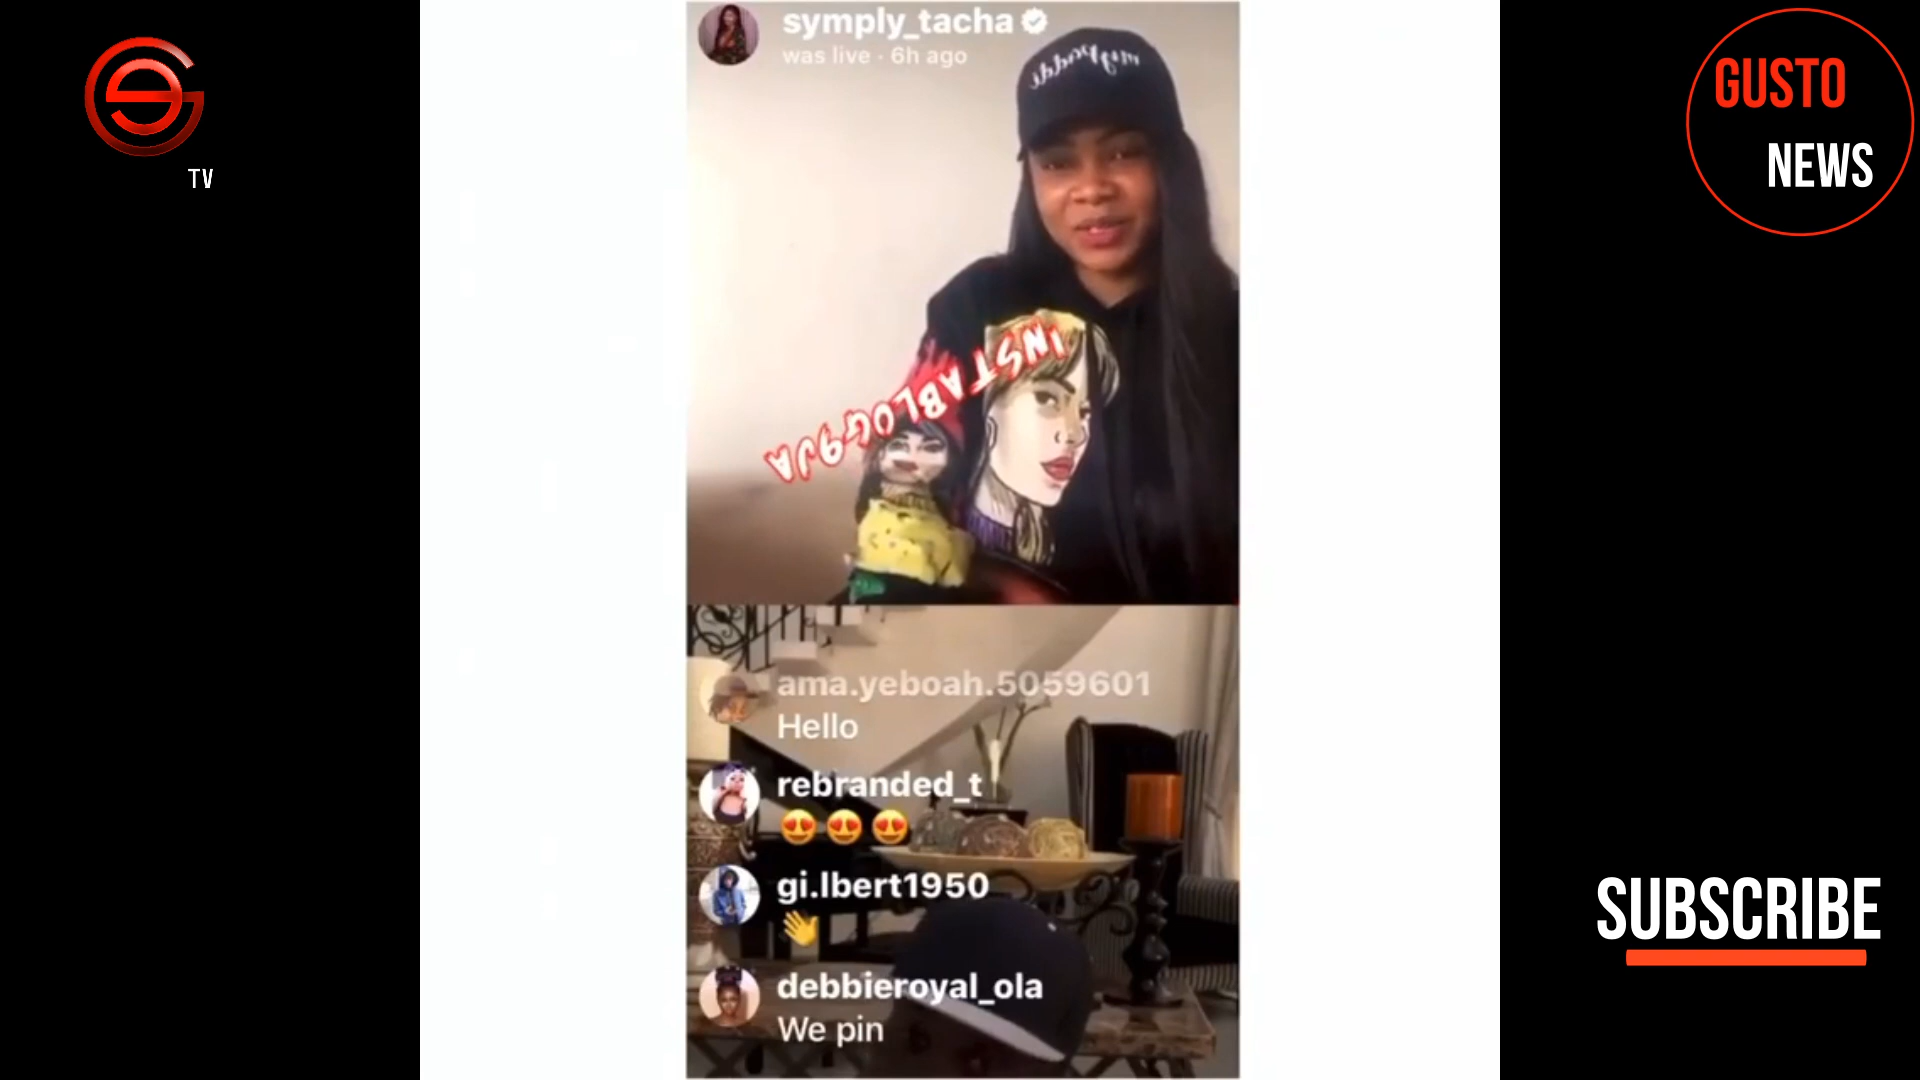 TV
GUSTO
NEWS
symply_tacha
was live · 6h ago
INSTABLOG9JA
ama.yeboah.5059601
Hello
rebranded_t
😍 😍 😍
gi.lbert1950
👋
debbieroyal_ola
We pin
SUBSCRIBE